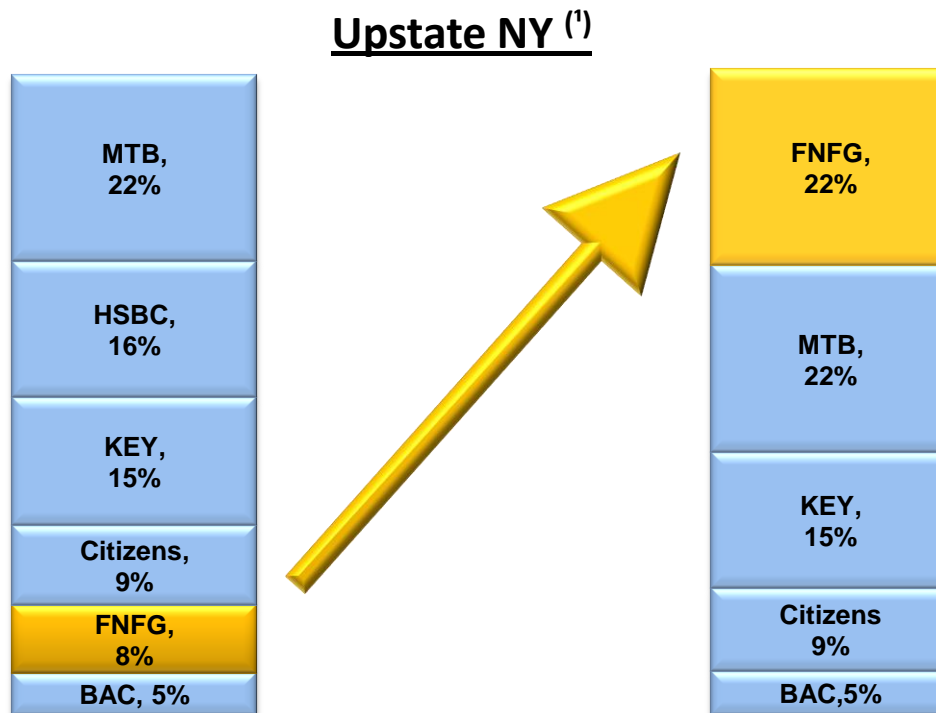 Upstate NY (¹)
MTB,
22%
HSBC,
16%
KEY,
15%
Citizens,
9%
FNFG,
8%
BAC, 5%
FNFG,
22%
MTB,
22%
KEY,
15%
Citizens
9%
BAC,5%